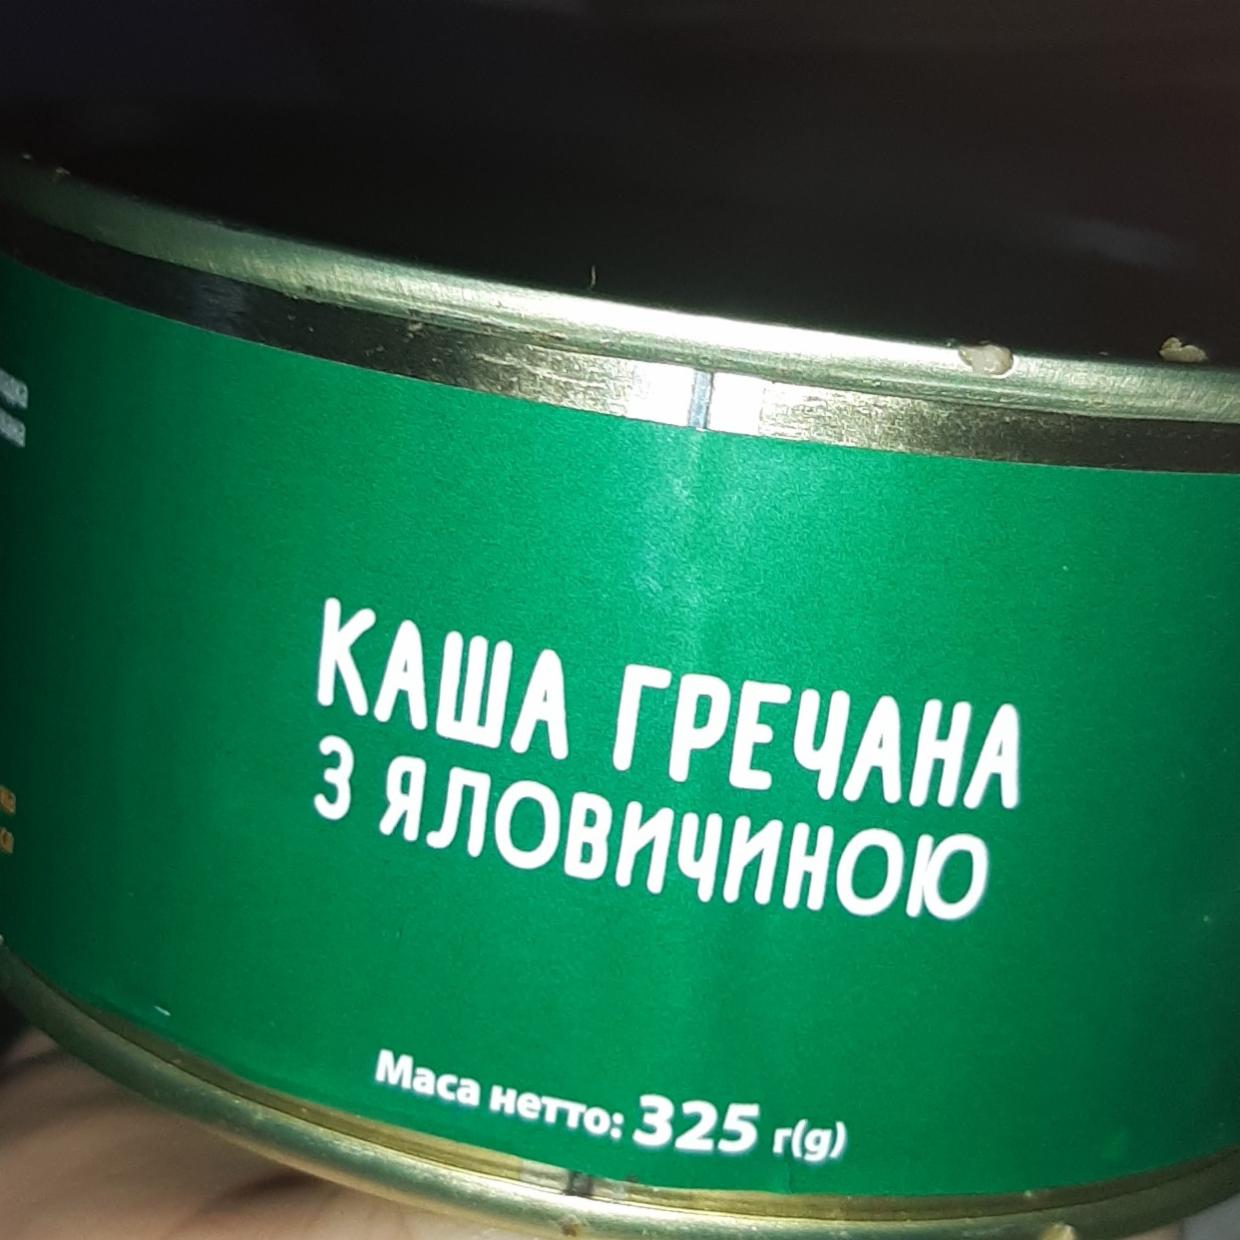 КАША ГРЕЧАНА
З ЯЛОВИЧИНОЮ
Маса нетто: 325 г(g)